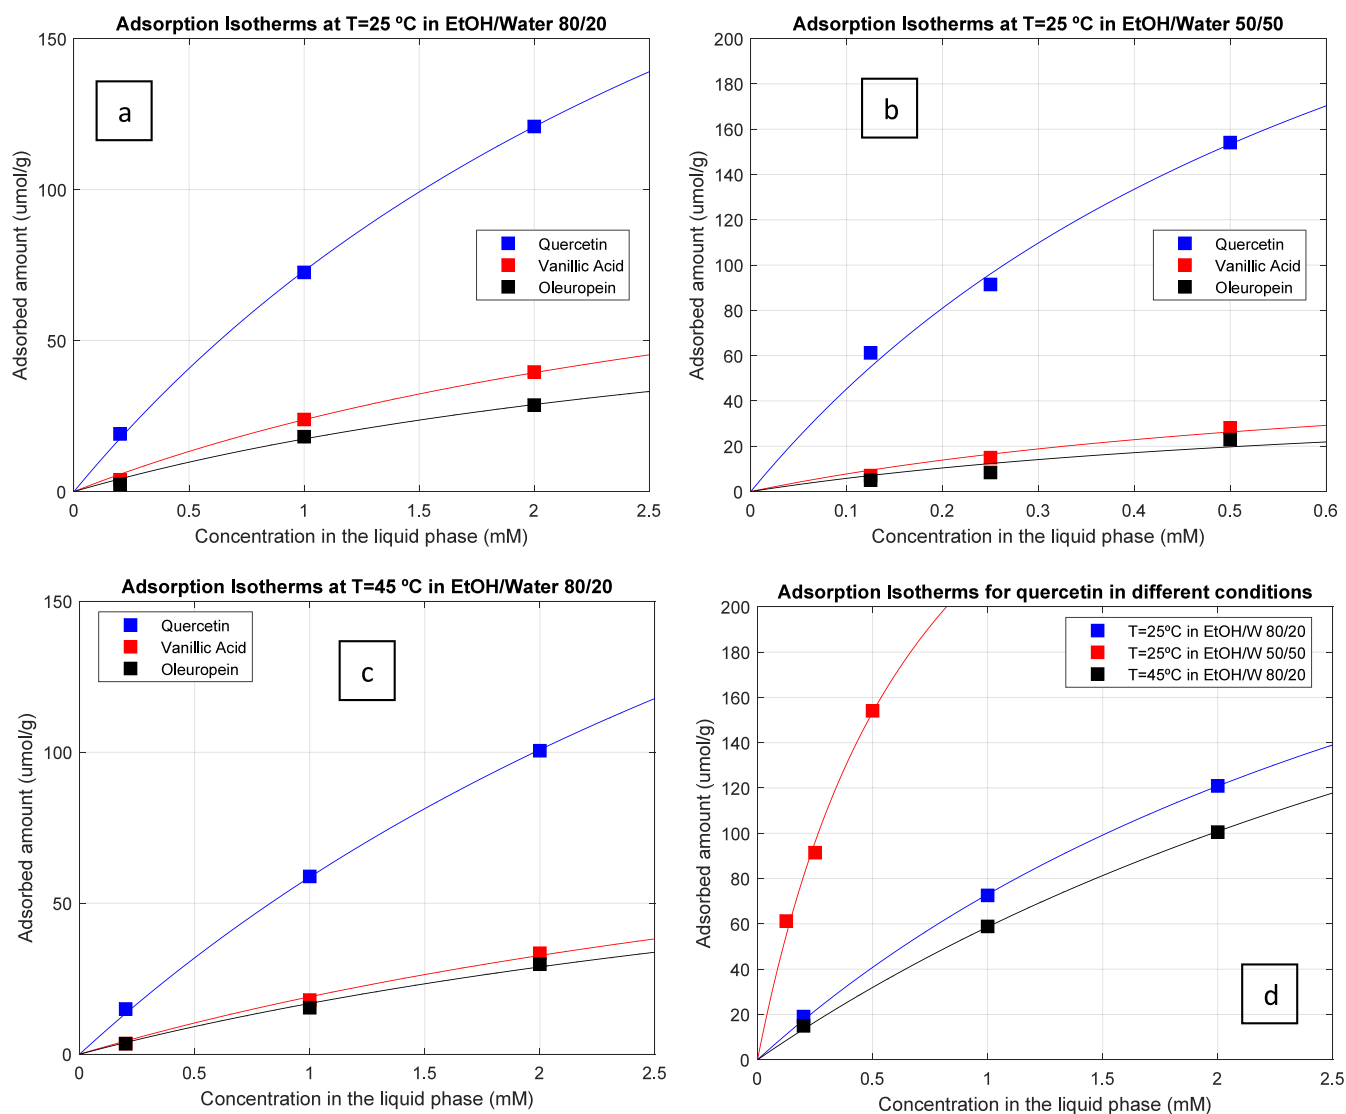 Adsorption Isotherms at T=25 ºC in EtOH/Water 80/20
150
100
50
0
Adsorbed amount (umol/g)
a
Quercetin
Vanillic Acid
Oleuropein
0 0.5 1 1.5 2 2.5
Concentration in the liquid phase (mM)
Adsorption Isotherms at T=25 ºC in EtOH/Water 50/50
200
180
160
140
120
100
80
60
40
20
0
Adsorbed amount (umol/g)
b
Quercetin
Vanillic Acid
Oleuropein
0 0.1 0.2 0.3 0.4 0.5 0.6
Concentration in the liquid phase (mM)
Adsorption Isotherms at T=45 ºC in EtOH/Water 80/20
150
100
50
0
Adsorbed amount (umol/g)
Quercetin
Vanillic Acid
Oleuropein
c
0 0.5 1 1.5 2 2.5
Concentration in the liquid phase (mM)
Adsorption Isotherms for quercetin in different conditions
200
180
160
140
120
100
80
60
40
20
0
Adsorbed amount (umol/g)
T=25ºC in EtOH/W 80/20
T=25ºC in EtOH/W 50/50
T=45ºC in EtOH/W 80/20
d
0 0.5 1 1.5 2 2.5
Concentration in the liquid phase (mM)